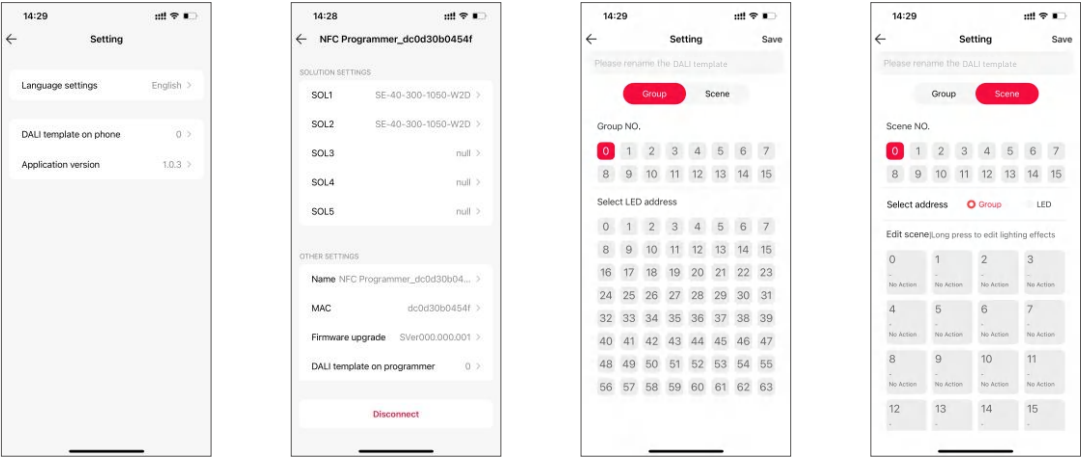 14:29
Setting
Language settings English >
DALI template on phone 0 >
Application version 1.0.3 >
14:28
NFC Programmer_dc0d30b0454f
SOLUTION SETTINGS
SOL1 SE-40-300-1050-W2D >
SOL2 SE-40-300-1050-W2D >
SOL3 null >
SOL4 null >
SOL5 null >
OTHER SETTINGS
Name NFC Programmer_dc0d30b04... >
MAC dc0d30b0454f >
Firmware upgrade SVer000.000.001 >
DALI template on programmer 0 >
Disconnect
14:29
Setting Save
Please rename the DALI template
Group Scene
Group NO.
0 1 2 3 4 5 6 7
8 9 10 11 12 13 14 15
Select LED address
0 1 2 3 4 5 6 7
8 9 10 11 12 13 14 15
16 17 18 19 20 21 22 23
24 25 26 27 28 29 30 31
32 33 34 35 36 37 38 39
40 41 42 43 44 45 46 47
48 49 50 51 52 53 54 55
56 57 58 59 60 61 62 63
14:29
Setting Save
Please rename the DALI template
Group Scene
Scene NO.
0 1 2 3 4 5 6 7
8 9 10 11 12 13 14 15
Select address Group LED
Edit scene|Long press to edit lighting effects
0 1 2 3
- - - -
No Action No Action No Action No Action
4 5 6 7
- - - -
No Action No Action No Action No Action
8 9 10 11
- - - -
No Action No Action No Action No Action
12 13 14 15
- - - -